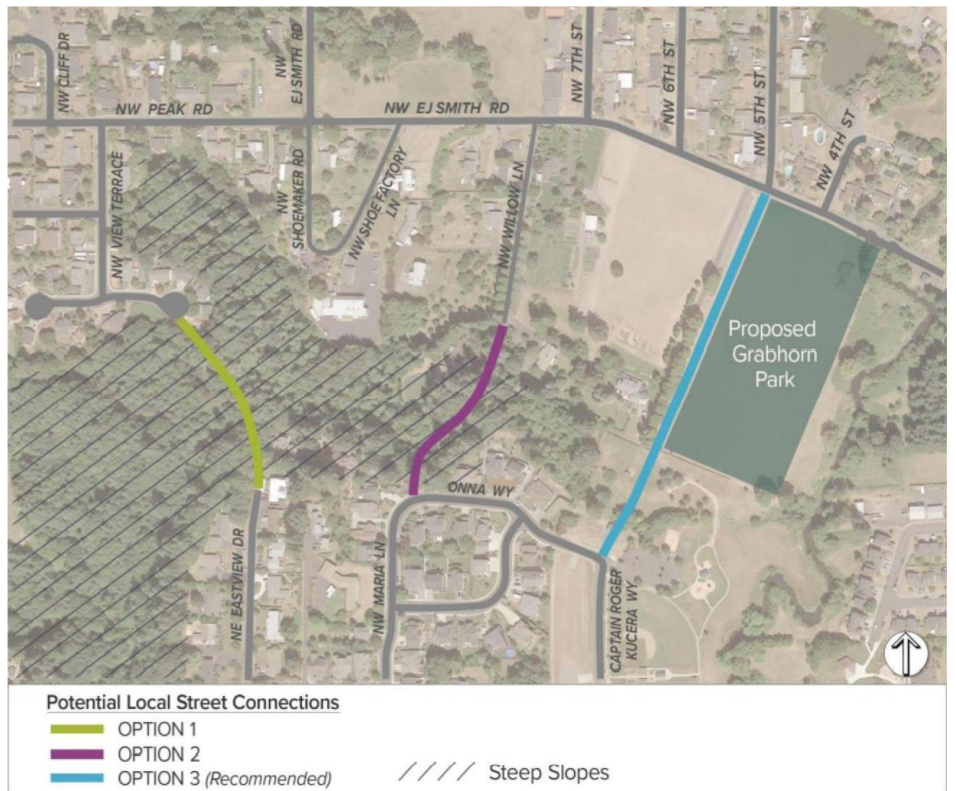 NW CLIFF DR
NW
EJ SMITH RD
NW 7TH ST
NW 6TH ST
NW 5TH ST
NW 4TH ST
NW PEAK RD
NW EJ SMITH RD
NW VIEW TERRACE
NW
SHOEMAKER RD
NW SHOE FACTORY
LN
NW WILLOW LN
Proposed
Grabhorn
Park
ONNA WY
NE EASTVIEW DR
NW MARIA LN
CAPTAIN ROGER
KUCERA WY
Potential Local Street Connections
OPTION 1
OPTION 2
OPTION 3 (Recommended)
Steep Slopes